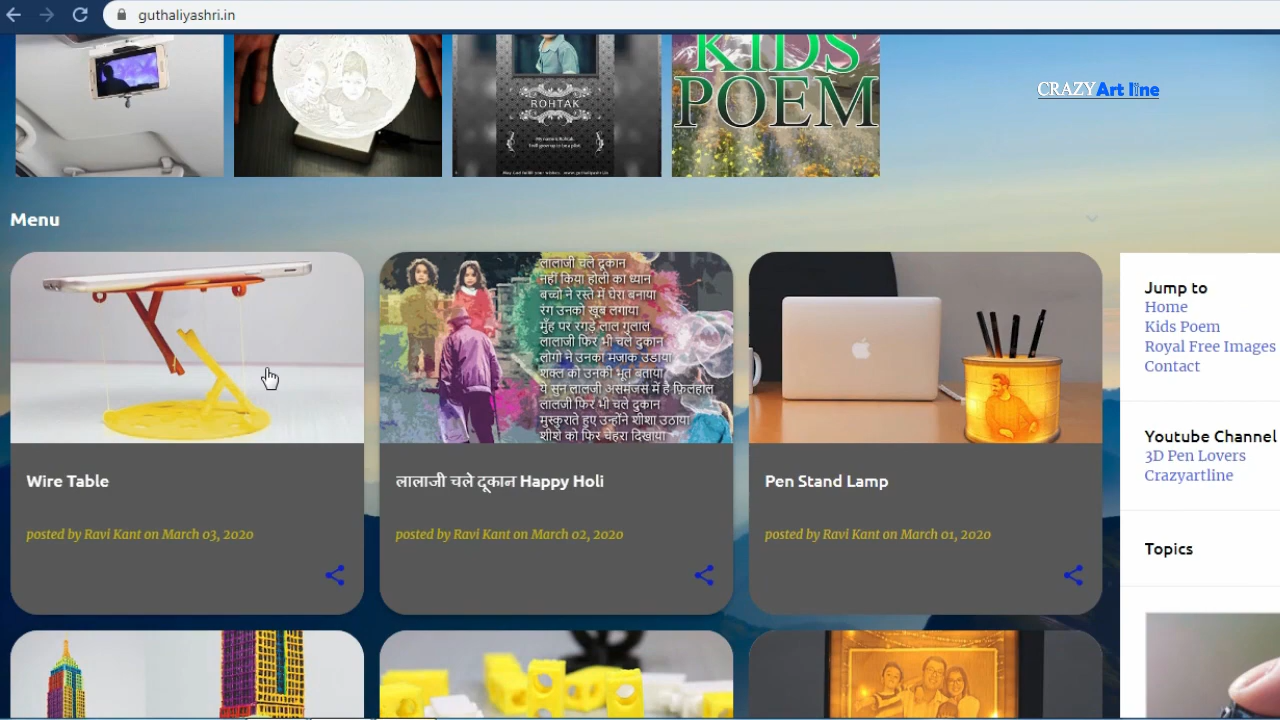 guthaliyashri.in
ROHTAK
KIDS
POEM
CRAZYArt line
Menu
लालाजी चले दूकान
नहीं किया होली का ध्यान
बच्चो ने रस्ते में घेरा बनाया
रंग उनको खूब लगाया
मुँह पर रगड़े लाल गुलाल
लालाजी फिर भी चले दूकान
लोगो ने उनका मजाक उडाया
शक्ल को उनकी भूत बताया
ये सुन लालजी असमंजस में है फ़िलहाल
लालाजी फिर भी चले दुकान
मुस्कुराते हुए उन्होंने शीशा उठाया
शीशे को फिर चेहरा दिखाया
Wire Table
posted by Ravi Kant on March 03, 2020
लालाजी चले दूकान Happy Holi
posted by Ravi Kant on March 02, 2020
Pen Stand Lamp
posted by Ravi Kant on March 01, 2020
Jump to
Home
Kids Poem
Royal Free Images
Contact
Youtube Channel
3D Pen Lovers
Crazyartline
Topics